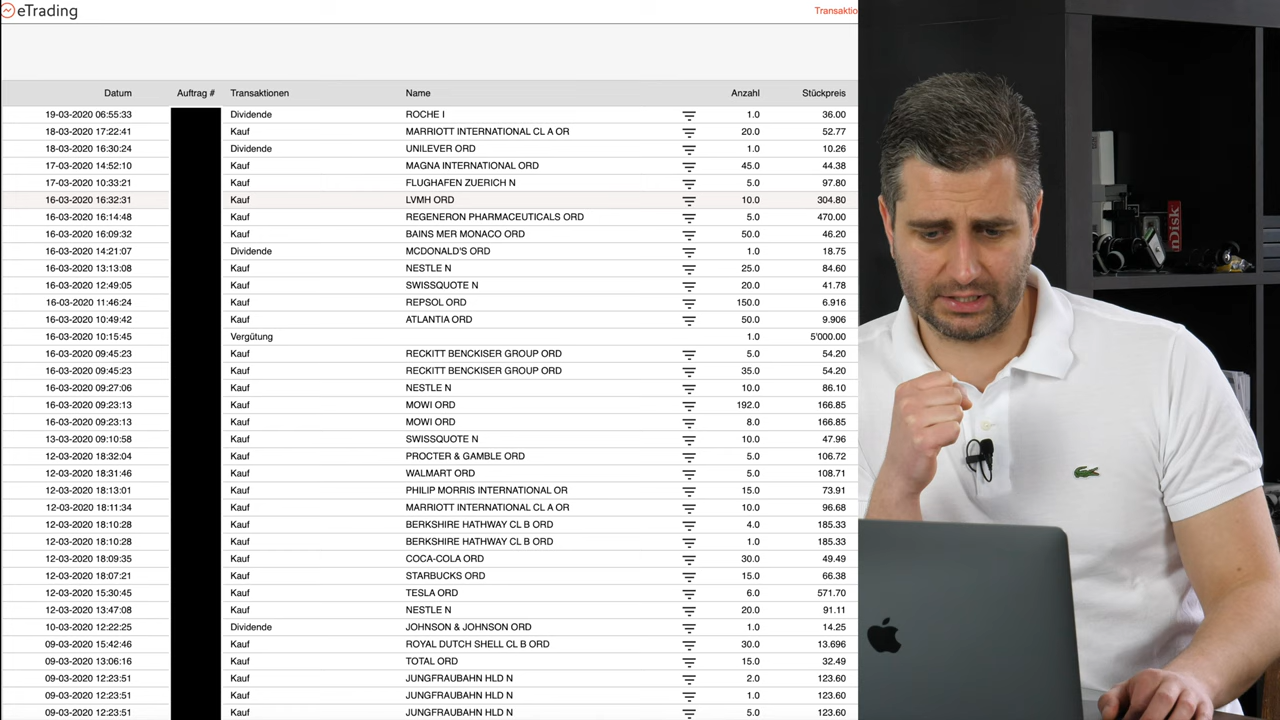 eTrading
Transaktio
Datum Auftrag # Transaktionen Name Anzahl Stückpreis
19-03-2020 06:55:33 Dividende ROCHE I 1.0 36.00
18-03-2020 17:22:41 Kauf MARRIOTT INTERNATIONAL CL A OR 20.0 52.77
18-03-2020 16:30:24 Dividende UNILEVER ORD 1.0 10.26
17-03-2020 14:52:10 Kauf MAGNA INTERNATIONAL ORD 45.0 44.38
17-03-2020 10:33:21 Kauf FLUGHAFEN ZUERICH N 5.0 97.80
16-03-2020 16:32:31 Kauf LVMH ORD 10.0 304.80
16-03-2020 16:14:48 Kauf REGENERON PHARMACEUTICALS ORD 5.0 470.00
16-03-2020 16:09:32 Kauf BAINS MER MONACO ORD 50.0 46.20
16-03-2020 14:21:07 Dividende MCDONALD'S ORD 1.0 18.75
16-03-2020 13:13:08 Kauf NESTLE N 25.0 84.60
16-03-2020 12:49:05 Kauf SWISSQUOTE N 20.0 41.78
16-03-2020 11:46:24 Kauf REPSOL ORD 150.0 6.916
16-03-2020 10:49:42 Kauf ATLANTIA ORD 50.0 9.906
16-03-2020 10:15:45 Vergütung 1.0 5'000.00
16-03-2020 09:45:23 Kauf RECKITT BENCKISER GROUP ORD 5.0 54.20
16-03-2020 09:45:23 Kauf RECKITT BENCKISER GROUP ORD 35.0 54.20
16-03-2020 09:27:06 Kauf NESTLE N 10.0 86.10
16-03-2020 09:23:13 Kauf MOWI ORD 192.0 166.85
16-03-2020 09:23:13 Kauf MOWI ORD 8.0 166.85
13-03-2020 09:10:58 Kauf SWISSQUOTE N 10.0 47.96
12-03-2020 18:32:04 Kauf PROCTER & GAMBLE ORD 5.0 106.72
12-03-2020 18:31:46 Kauf WALMART ORD 5.0 108.71
12-03-2020 18:13:01 Kauf PHILIP MORRIS INTERNATIONAL OR 15.0 73.91
12-03-2020 18:11:34 Kauf MARRIOTT INTERNATIONAL CL A OR 10.0 96.68
12-03-2020 18:10:28 Kauf BERKSHIRE HATHWAY CL B ORD 4.0 185.33
12-03-2020 18:10:28 Kauf BERKSHIRE HATHWAY CL B ORD 1.0 185.33
12-03-2020 18:09:35 Kauf COCA-COLA ORD 30.0 49.49
12-03-2020 18:07:21 Kauf STARBUCKS ORD 15.0 66.38
12-03-2020 15:30:45 Kauf TESLA ORD 6.0 571.70
12-03-2020 13:47:08 Kauf NESTLE N 20.0 91.11
10-03-2020 12:22:25 Dividende JOHNSON & JOHNSON ORD 1.0 14.25
09-03-2020 15:42:46 Kauf ROYAL DUTCH SHELL CL B ORD 30.0 13.696
09-03-2020 13:06:16 Kauf TOTAL ORD 15.0 32.49
09-03-2020 12:23:51 Kauf JUNGFRAUBAHN HLD N 2.0 123.60
09-03-2020 12:23:51 Kauf JUNGFRAUBAHN HLD N 1.0 123.60
09-03-2020 12:23:51 Kauf JUNGFRAUBAHN HLD N 5.0 123.60